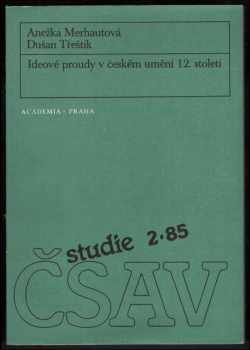 Anežka Merhautová
Dušan Třeštík
Ideové proudy v českém umění 12. století
ACADEMIA • PRAHA
studie 2•85
ČSAV